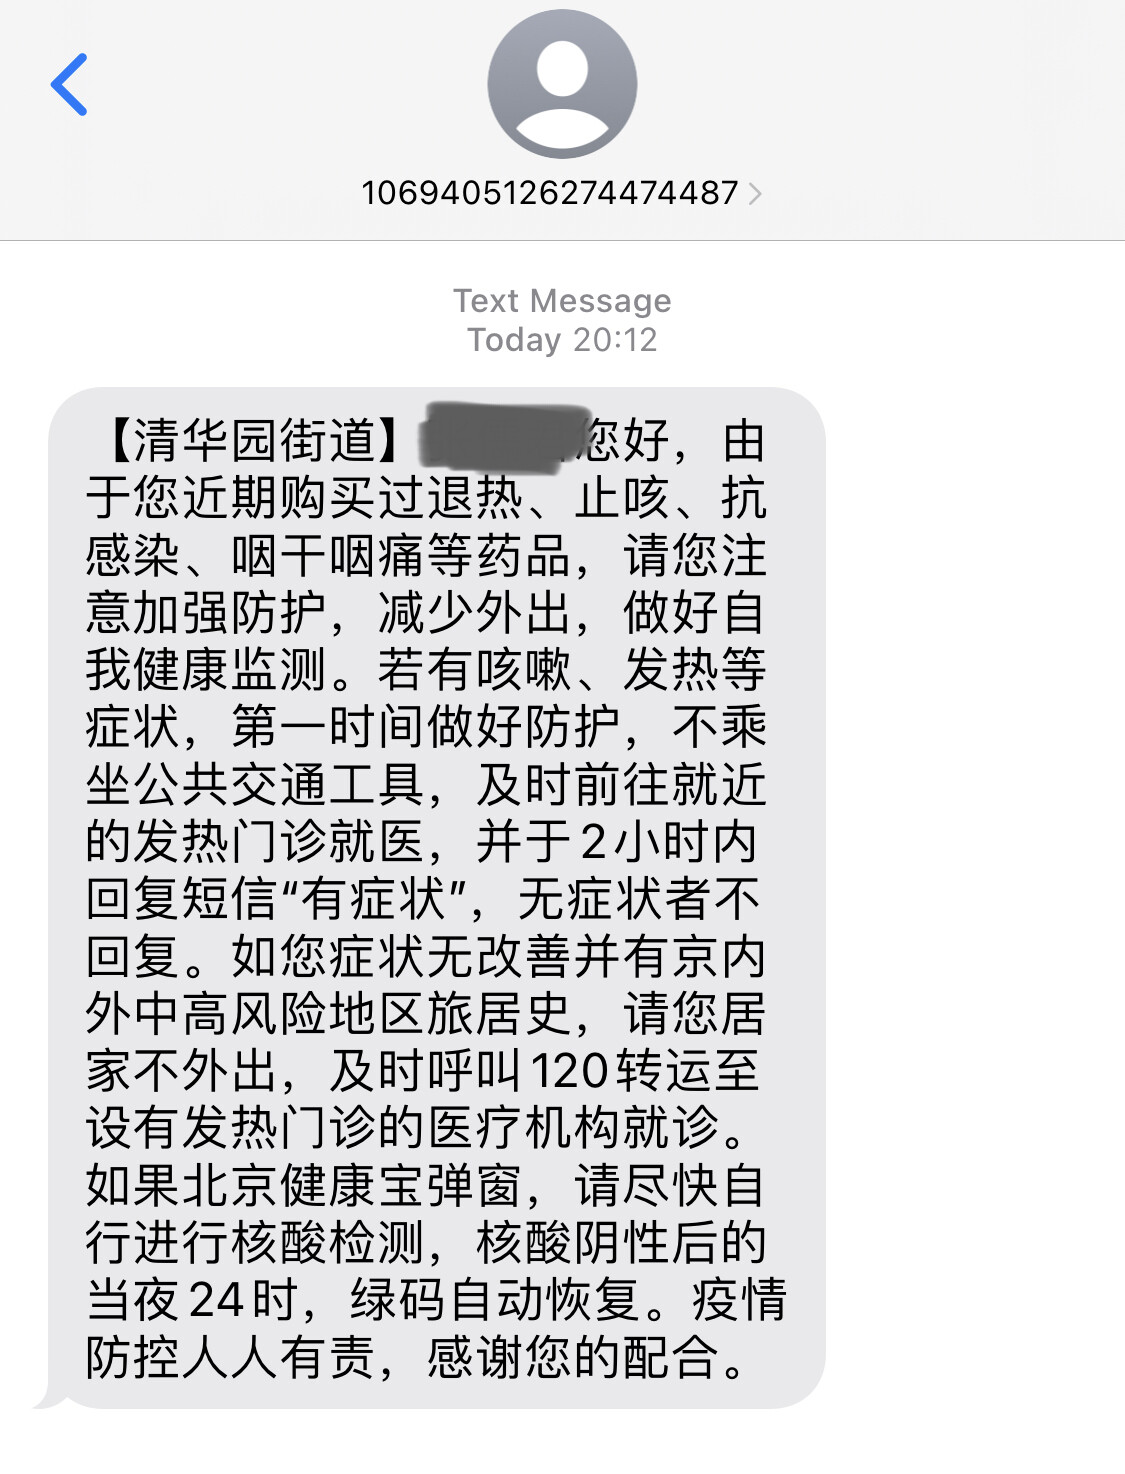 1069405126274474487
Text Message
Today 20:12
【清华园街道】您好，由
于您近期购买过退热、止咳、抗
感染、咽干咽痛等药品，请您注
意加强防护，减少外出，做好自
我健康监测。若有咳嗽、发热等
症状，第一时间做好防护，不乘
坐公共交通工具，及时前往就近
的发热门诊就医，并于2小时内
回复短信“有症状”，无症状者不
回复。如您症状无改善并有京内
外中高风险地区旅居史，请您居
家不外出，及时呼叫120转运至
设有发热门诊的医疗机构就诊。
如果北京健康宝弹窗，请尽快自
行进行核酸检测，核酸阴性后的
当夜24时，绿码自动恢复。疫情
防控人人有责，感谢您的配合。